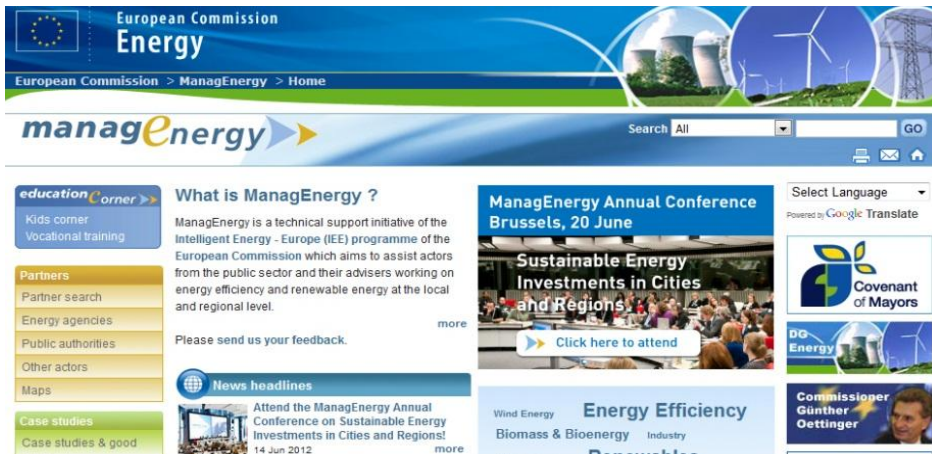 European Commission
Energy
European Commission > ManagEnergy > Home
managenergy
Search All
GO
education Corner
Kids corner
Vocational training
Partners
Partner search
Energy agencies
Public authorities
Other actors
Maps
Case studies
Case studies & good
What is ManagEnergy ?
ManagEnergy is a technical support initiative of the
Intelligent Energy - Europe (IEE) programme of the
European Commission which aims to assist actors
from the public sector and their advisers working on
energy efficiency and renewable energy at the local
and regional level.
more
Please send us your feedback.
News headlines
Attend the ManagEnergy Annual
Conference on Sustainable Energy
Investments in Cities and Regions!
14 Jun 2012
more
ManagEnergy Annual Conference
Brussels, 20 June
Sustainable Energy
Investments in Cities
and Regions
Click here to attend
Wind Energy Energy Efficiency
Biomass & Bioenergy Industry
Renewables
Select Language
Powered by Google Translate
Covenant
of Mayors
DG
Energy
Commissioner
Günther
Oettinger